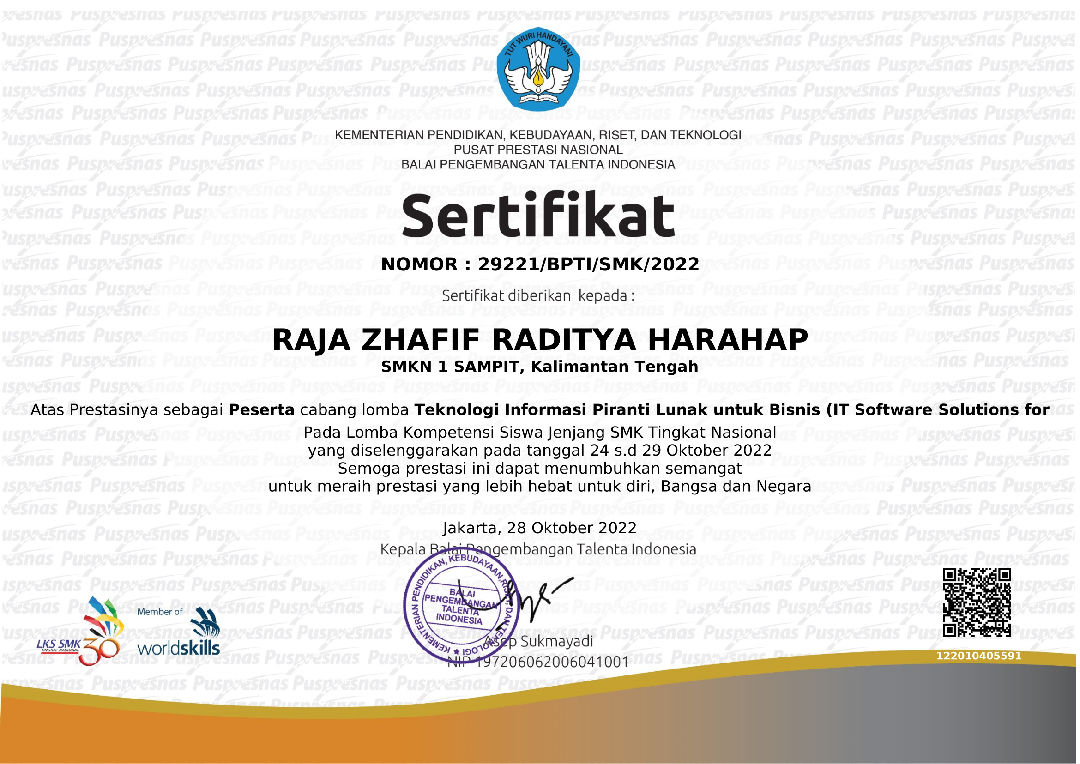 TUT WURI HANDAYANI
KEMENTERIAN PENDIDIKAN, KEBUDAYAAN, RISET, DAN TEKNOLOGI
PUSAT PRESTASI NASIONAL
BALAI PENGEMBANGAN TALENTA INDONESIA
Sertifikat
NOMOR : 29221/BPTI/SMK/2022
Sertifikat diberikan kepada :
RAJA ZHAFIF RADITYA HARAHAP
SMKN 1 SAMPIT, Kalimantan Tengah
Atas Prestasinya sebagai Peserta cabang lomba Teknologi Informasi Piranti Lunak untuk Bisnis (IT Software Solutions for
Pada Lomba Kompetensi Siswa Jenjang SMK Tingkat Nasional
yang diselenggarakan pada tanggal 24 s.d 29 Oktober 2022
Semoga prestasi ini dapat menumbuhkan semangat
untuk meraih prestasi yang lebih hebat untuk diri, Bangsa dan Negara
Jakarta, 28 Oktober 2022
Kepala Balai Pengembangan Talenta Indonesia
KEMENTERIAN PENDIDIKAN, KEBUDAYAAN, RISET, DAN TEKNOLOGI
BALAI
PENGEMBANGAN
TALENTA
INDONESIA
Asep Sukmayadi
NIP 197206062006041001
LKS SMK
30
Member of
worldskills
122010405591
Puspresnas